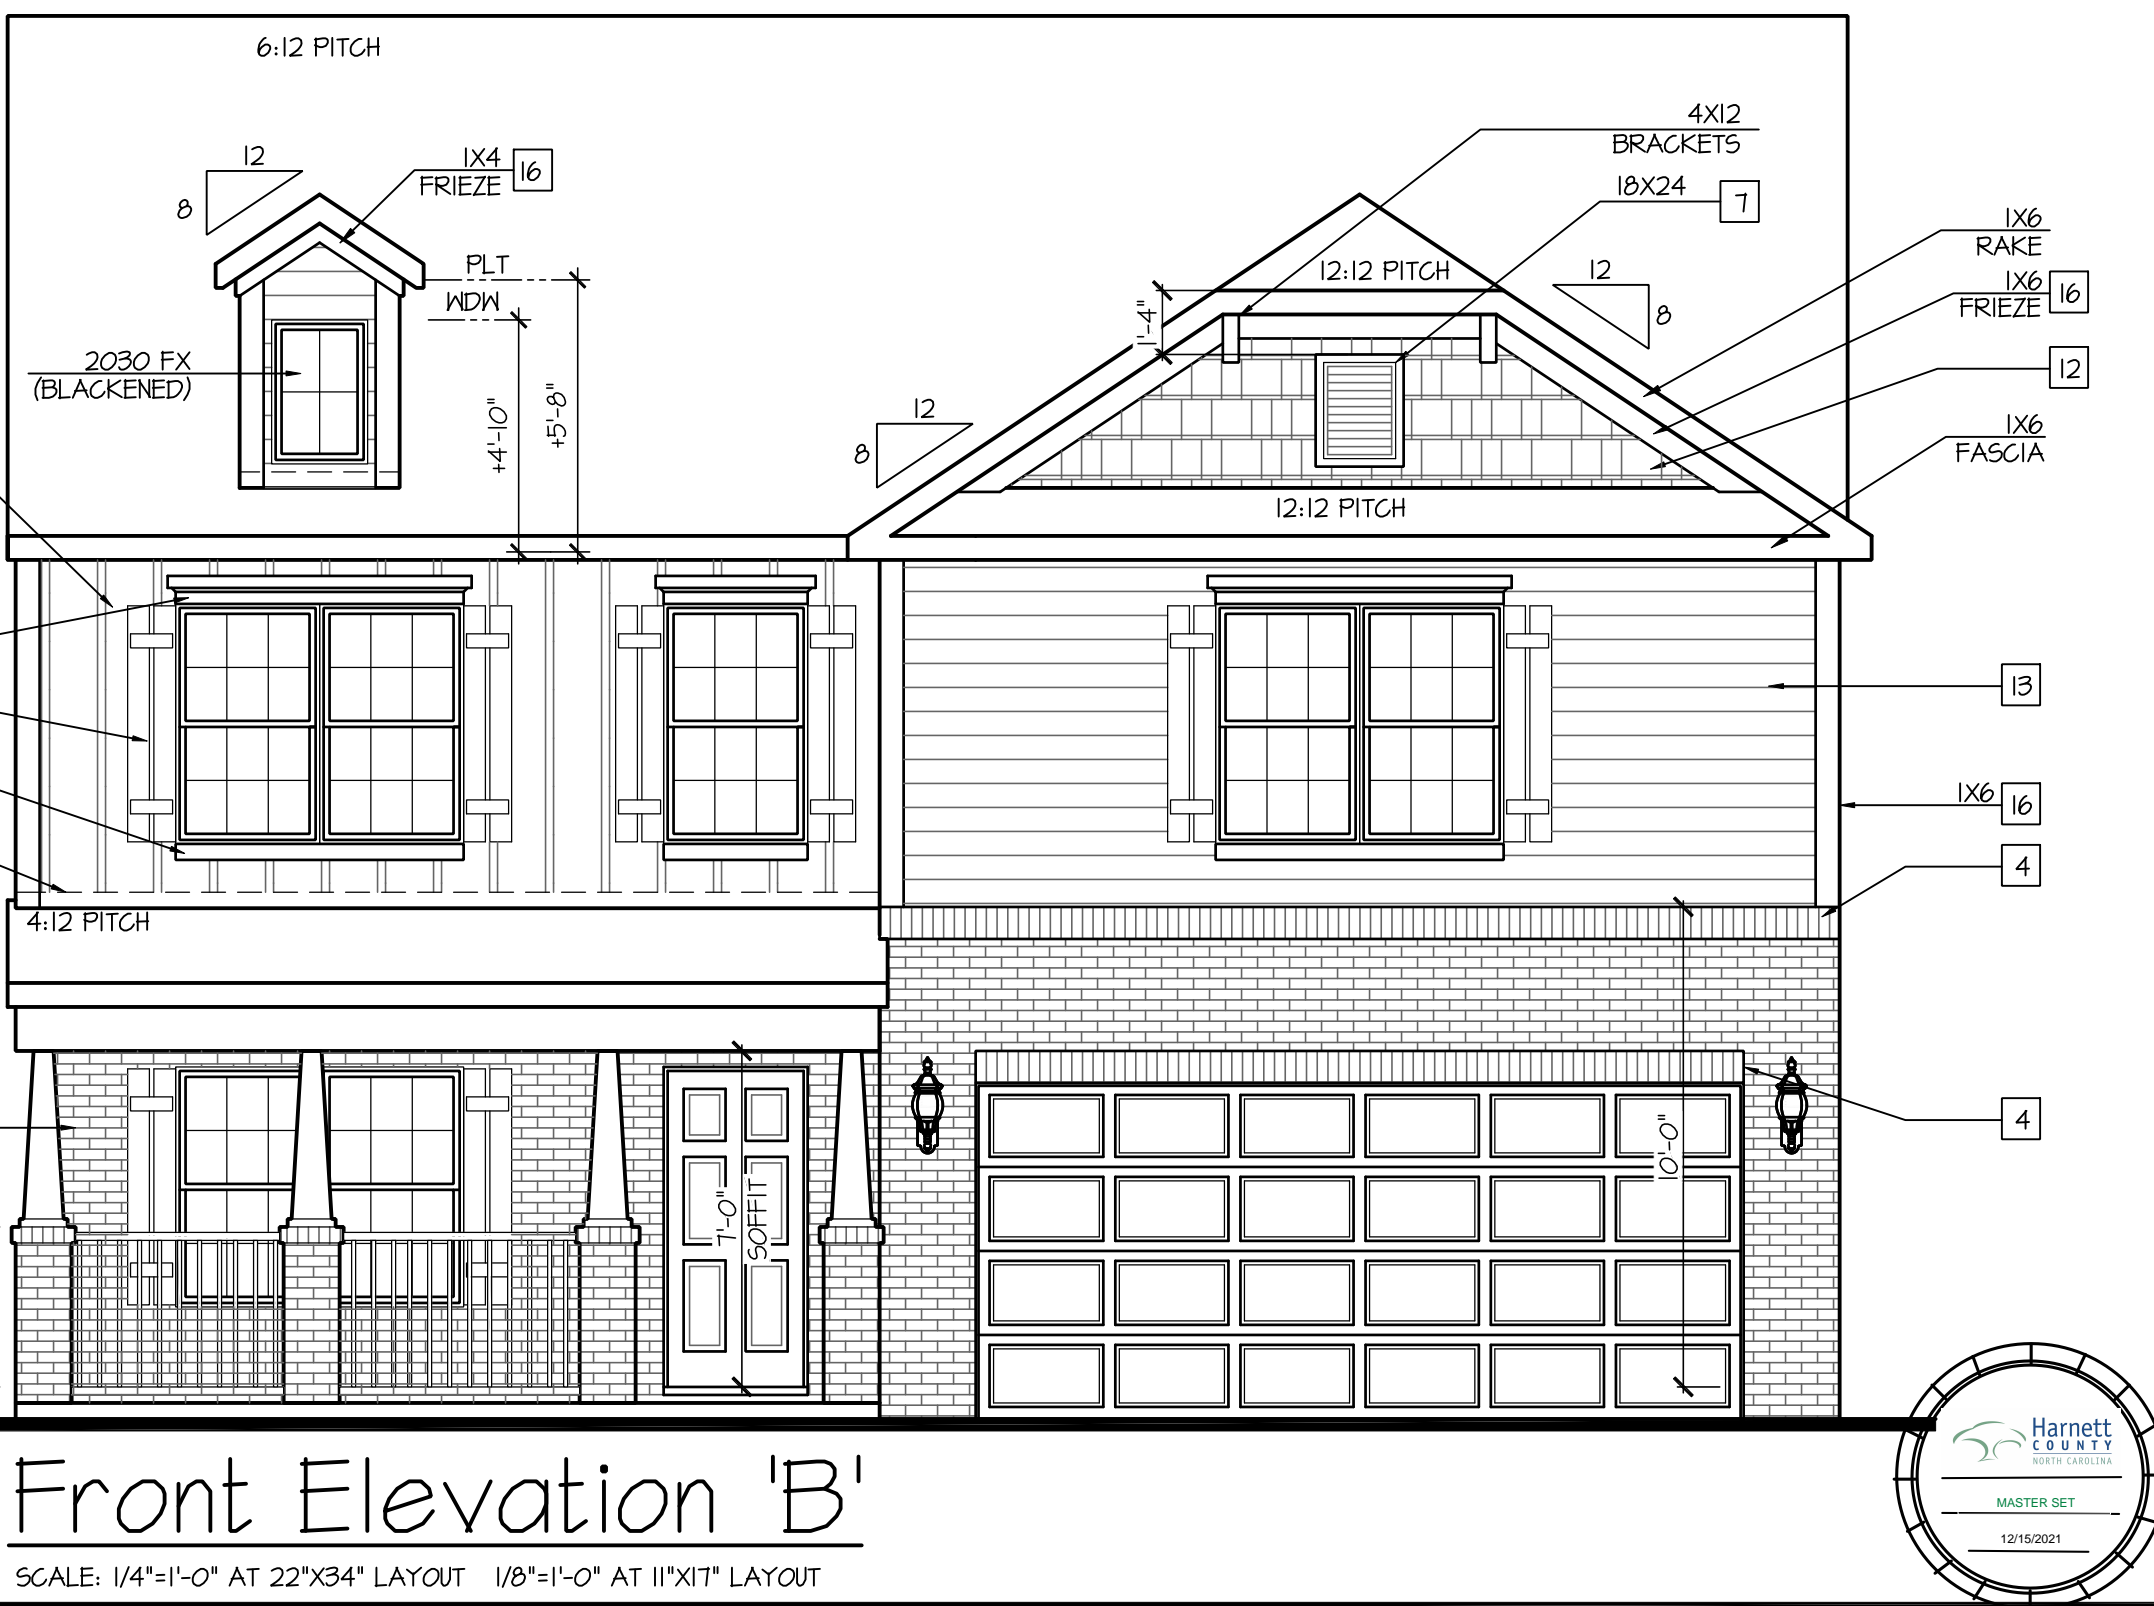 6:12 PITCH
4X12
BRACKETS
12
8
1X4
FRIEZE
16
18X24
7
1X6
RAKE
PLT
WDW
12:12 PITCH
12
8
1X6
FRIEZE
16
1'-4"
2030 FX
(BLACKENED)
12
+4'-10"
+5'-8"
12
8
1X6
FASCIA
12:12 PITCH
13
1X6
16
4
4:12 PITCH
10'-0"
4
7'-0"
SOFFIT
Front Elevation 'B'
SCALE: 1/4"=1'-0" AT 22"X34" LAYOUT 1/8"=1'-0" AT 11"X17" LAYOUT
Harnett
COUNTY
NORTH CAROLINA
MASTER SET
12/15/2021